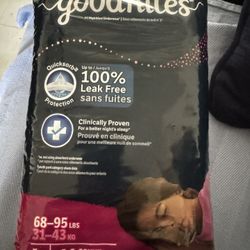 goodnites
Quicksorb
Protection
Up to / Jusqu'à
100%
Leak Free*
sans fuites
Clinically Proven
For a better night's sleep*
Prouvé en clinique
pour une meilleure nuit de sommeil*
68-95 LBS
31-43 KG